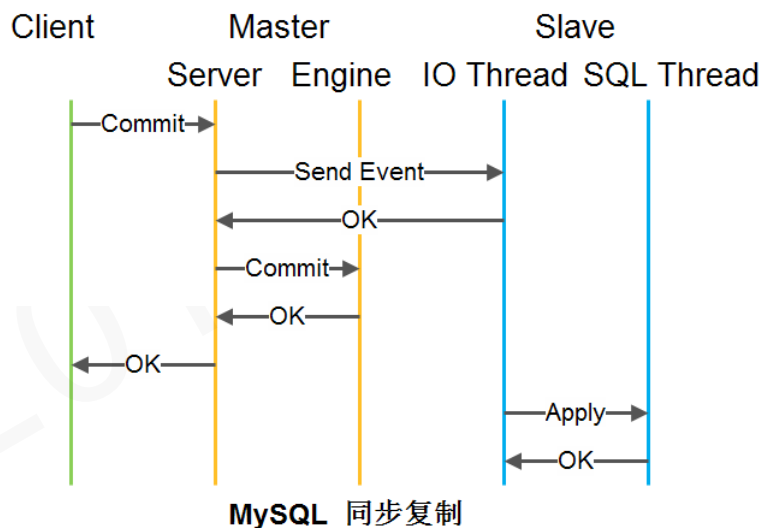 Client Master Slave
Server Engine IO Thread SQL Thread
Commit
Send Event
OK
Commit
OK
OK
Apply
OK
MySQL 同步复制